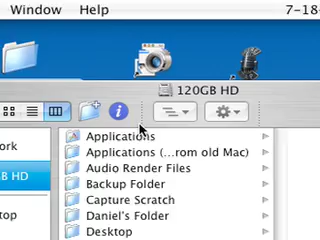 Window Help 7-18-
120GB HD
ork
B HD
top
Applications
Applications (...rom old Mac)
Audio Render Files
Backup Folder
Capture Scratch
Daniel's Folder
Desktop